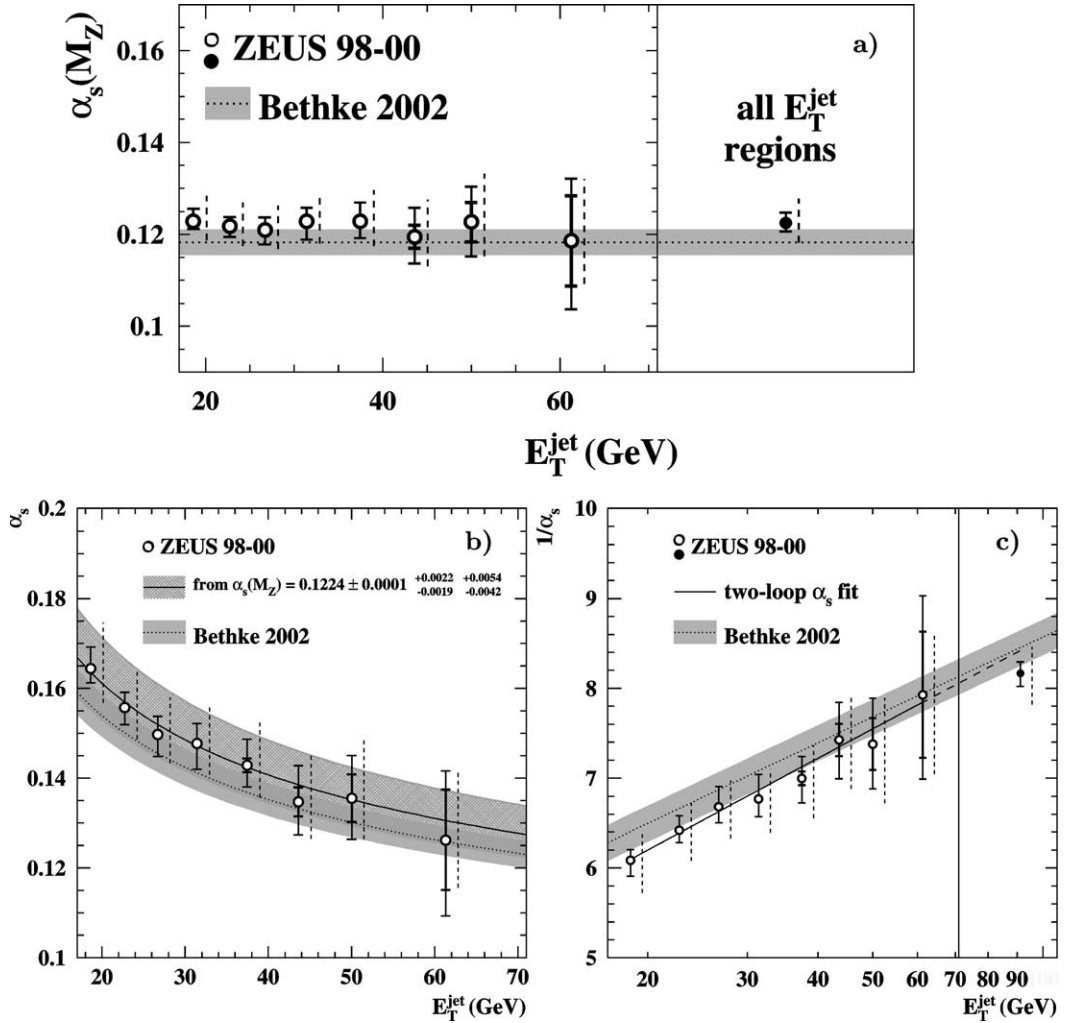 0.16
0.14
0.12
0.1
α_s(M_Z)
ZEUS 98-00
Bethke 2002
a)
all E_T^jet
regions
20 40 60
E_T^jet (GeV)
0.2
0.18
0.16
0.14
0.12
0.1
α_s
ZEUS 98-00
b)
from α_s(M_Z) = 0.1224 ± 0.0001 +0.0022 -0.0019 +0.0054 -0.0042
Bethke 2002
20 30 40 50 60 70
E_T^jet (GeV)
10
9
8
7
6
5
1/α_s
ZEUS 98-00
c)
two-loop α_s fit
Bethke 2002
20 30 40 50 60 70 80 90 100
E_T^jet (GeV)